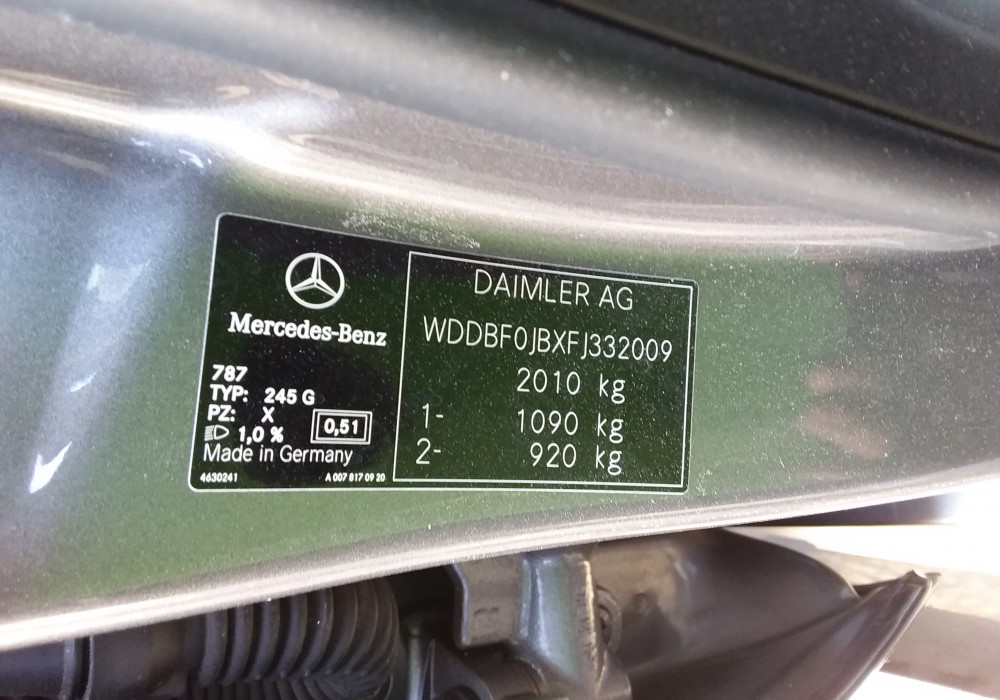 Mercedes-Benz
787
TYP: 245 G
PZ: X
1,0 %
0,51
Made in Germany
4630241
A 007 817 09 20
DAIMLER AG
WDDBF0JBXFJ332009
2010 kg
1- 1090 kg
2- 920 kg